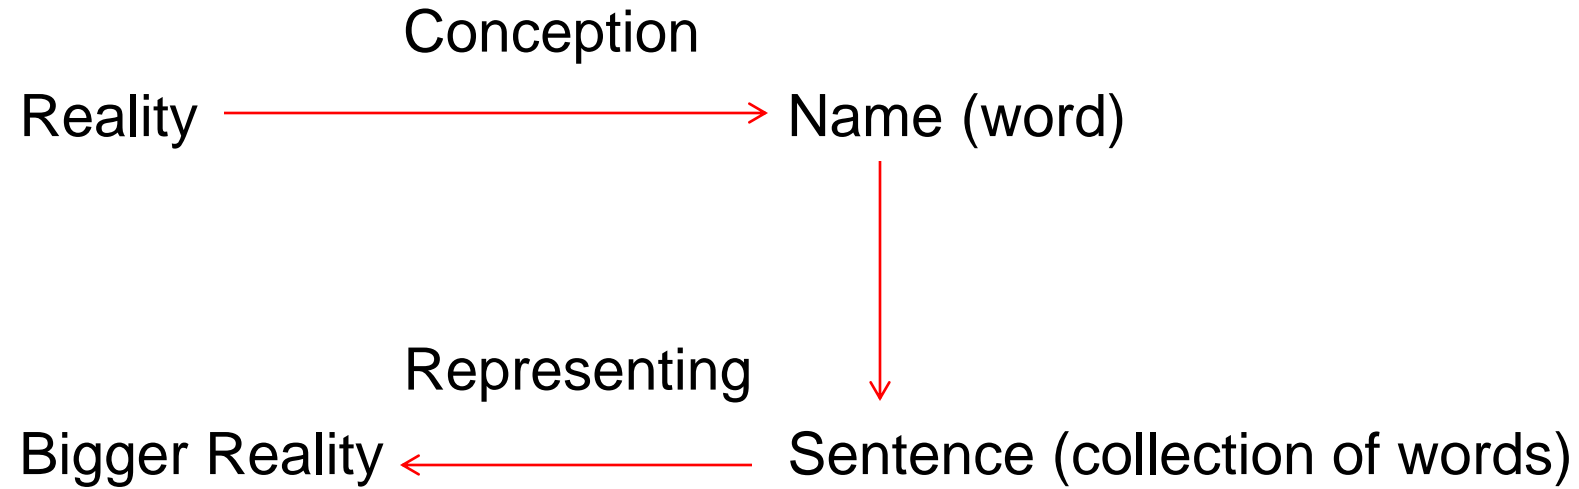 Conception
Reality
Name (word)
Representing
Bigger Reality
Sentence (collection of words)